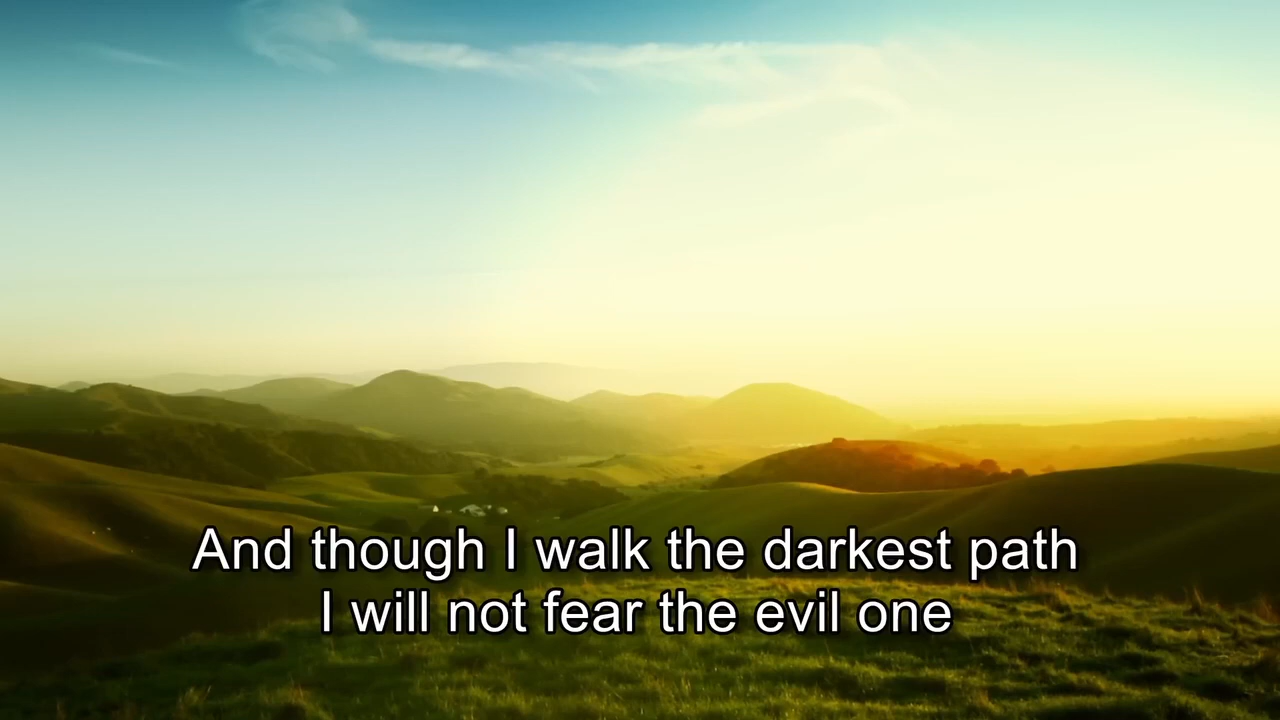 And though I walk the darkest path
I will not fear the evil one